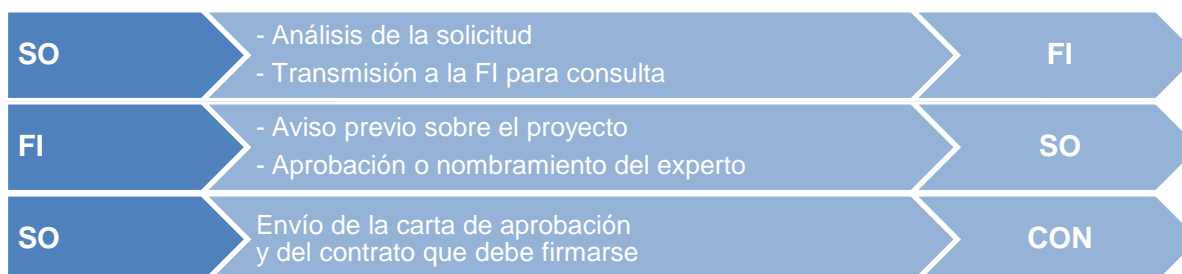 SO
- Análisis de la solicitud
- Transmisión a la FI para consulta
FI
FI
- Aviso previo sobre el proyecto
- Aprobación o nombramiento del experto
SO
SO
Envío de la carta de aprobación
y del contrato que debe firmarse
CON